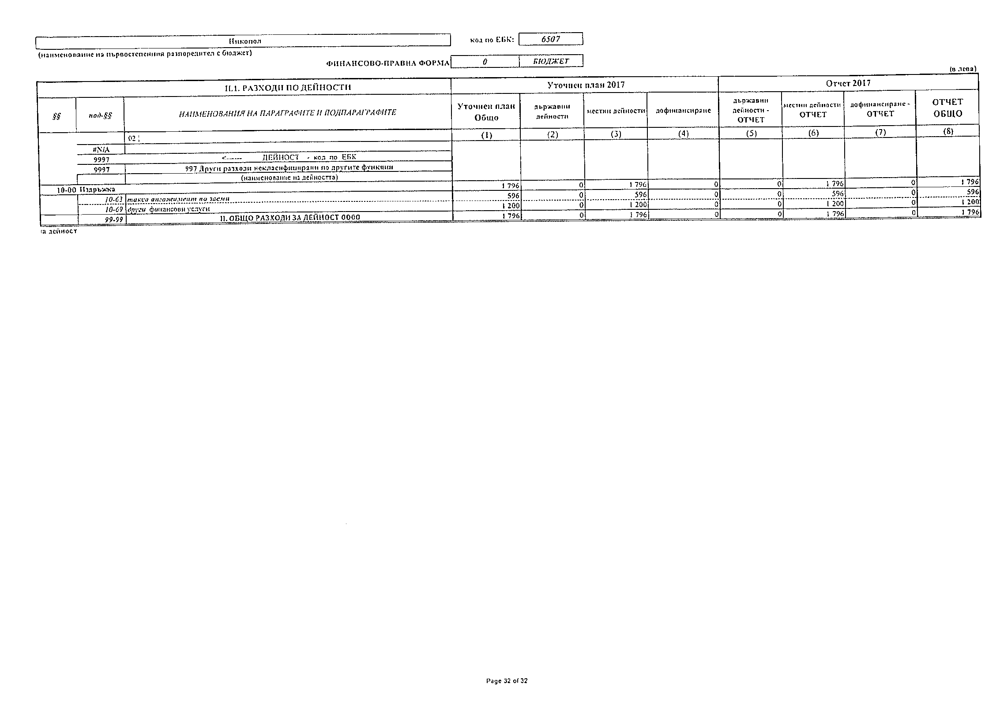 Никопол код по ЕБК: 6507
(наименование на първостепенния разпоредител с бюджет)
ФИНАНСОВО-ПРАВНА ФОРМА 0 БЮДЖЕТ
(в лева)
II.1. РАЗХОДИ ПО ДЕЙНОСТИ Уточнен план 2017 Отчет 2017
§§ под-§§ НАИМЕНОВАНИЯ НА ПАРАГРАФИТЕ И ПОДПАРАГРАФИТЕ Уточнен план Общо държавни дейности местни дейности дофинансиране държавни дейности - ОТЧЕТ местни дейности ОТЧЕТ дофинансиране - ОТЧЕТ ОТЧЕТ ОБЩО
02 ¦ (1) (2) (3) (4) (5) (6) (7) (8)
#N/A
9997 <------ ДЕЙНОСТ - код по ЕБК
9997 997 Други разходи некласифицирани по другите функции
(наименование на дейността)
10-00 Издръжка 1 796 0 1 796 0 0 1 796 0 1 796
10-63 такса ангажимент по заеми 596 0 596 0 0 596 0 596
10-69 други финансови услуги 1 200 0 1 200 0 0 1 200 0 1 200
99-99 II. ОБЩО РАЗХОДИ ЗА ДЕЙНОСТ 0000 1 796 0 1 796 0 0 1 796 0 1 796
а дейност
Page 32 of 32